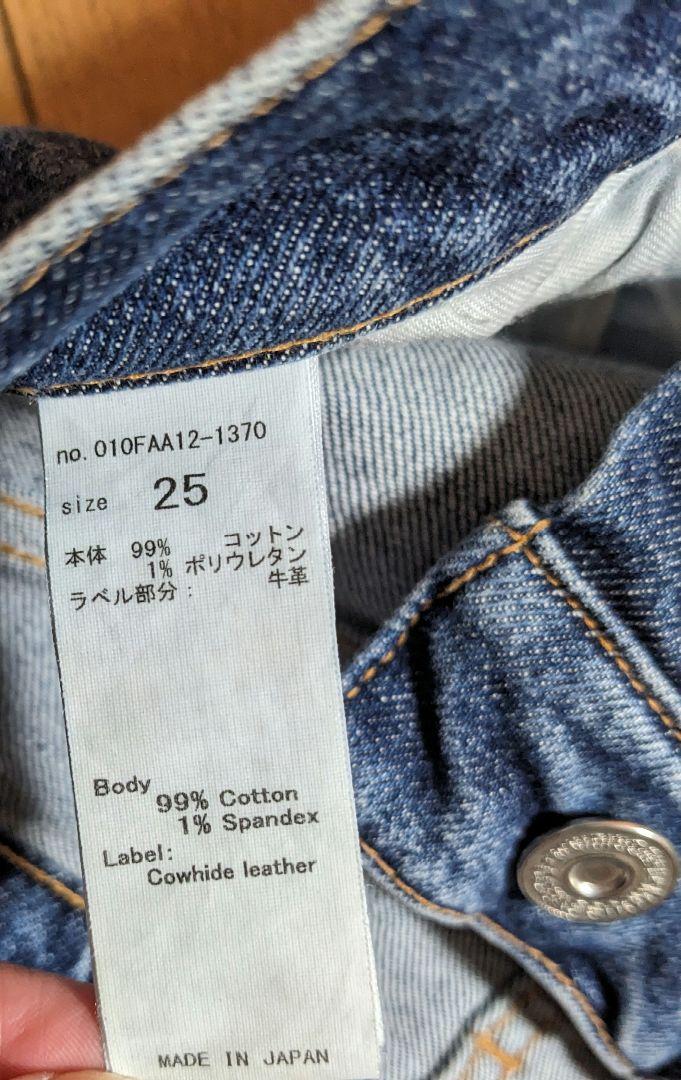 no. 010FAA12-1370
size 25
本体 99% コットン
1% ポリウレタン
ラベル部分: 牛革
Body
99% Cotton
1% Spandex
Label:
Cowhide leather
MADE IN JAPAN